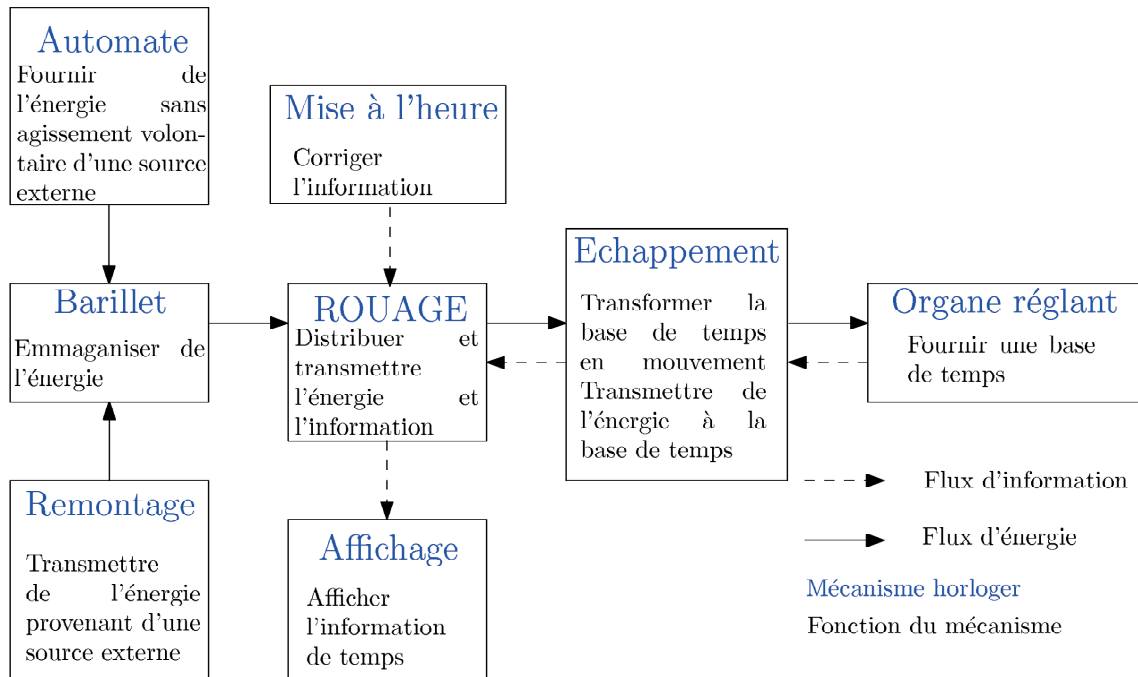 Automate
Fournir de
l'énergie sans
agissement volon-
taire d'une source
externe
Mise à l'heure
Corriger
l'information
Barillet
Emmaganiser de
l'énergie
ROUAGE
Distribuer et
transmettre
l'énergie et
l'information
Echappement
Transformer la
base de temps
en mouvement
Transmettre de
l'énergie à la
base de temps
Organe réglant
Fournir une base
de temps
Remontage
Transmettre
de l'énergie
provenant d'une
source externe
Affichage
Afficher
l'information
de temps
Flux d'information
Flux d'énergie
Mécanisme horloger
Fonction du mécanisme